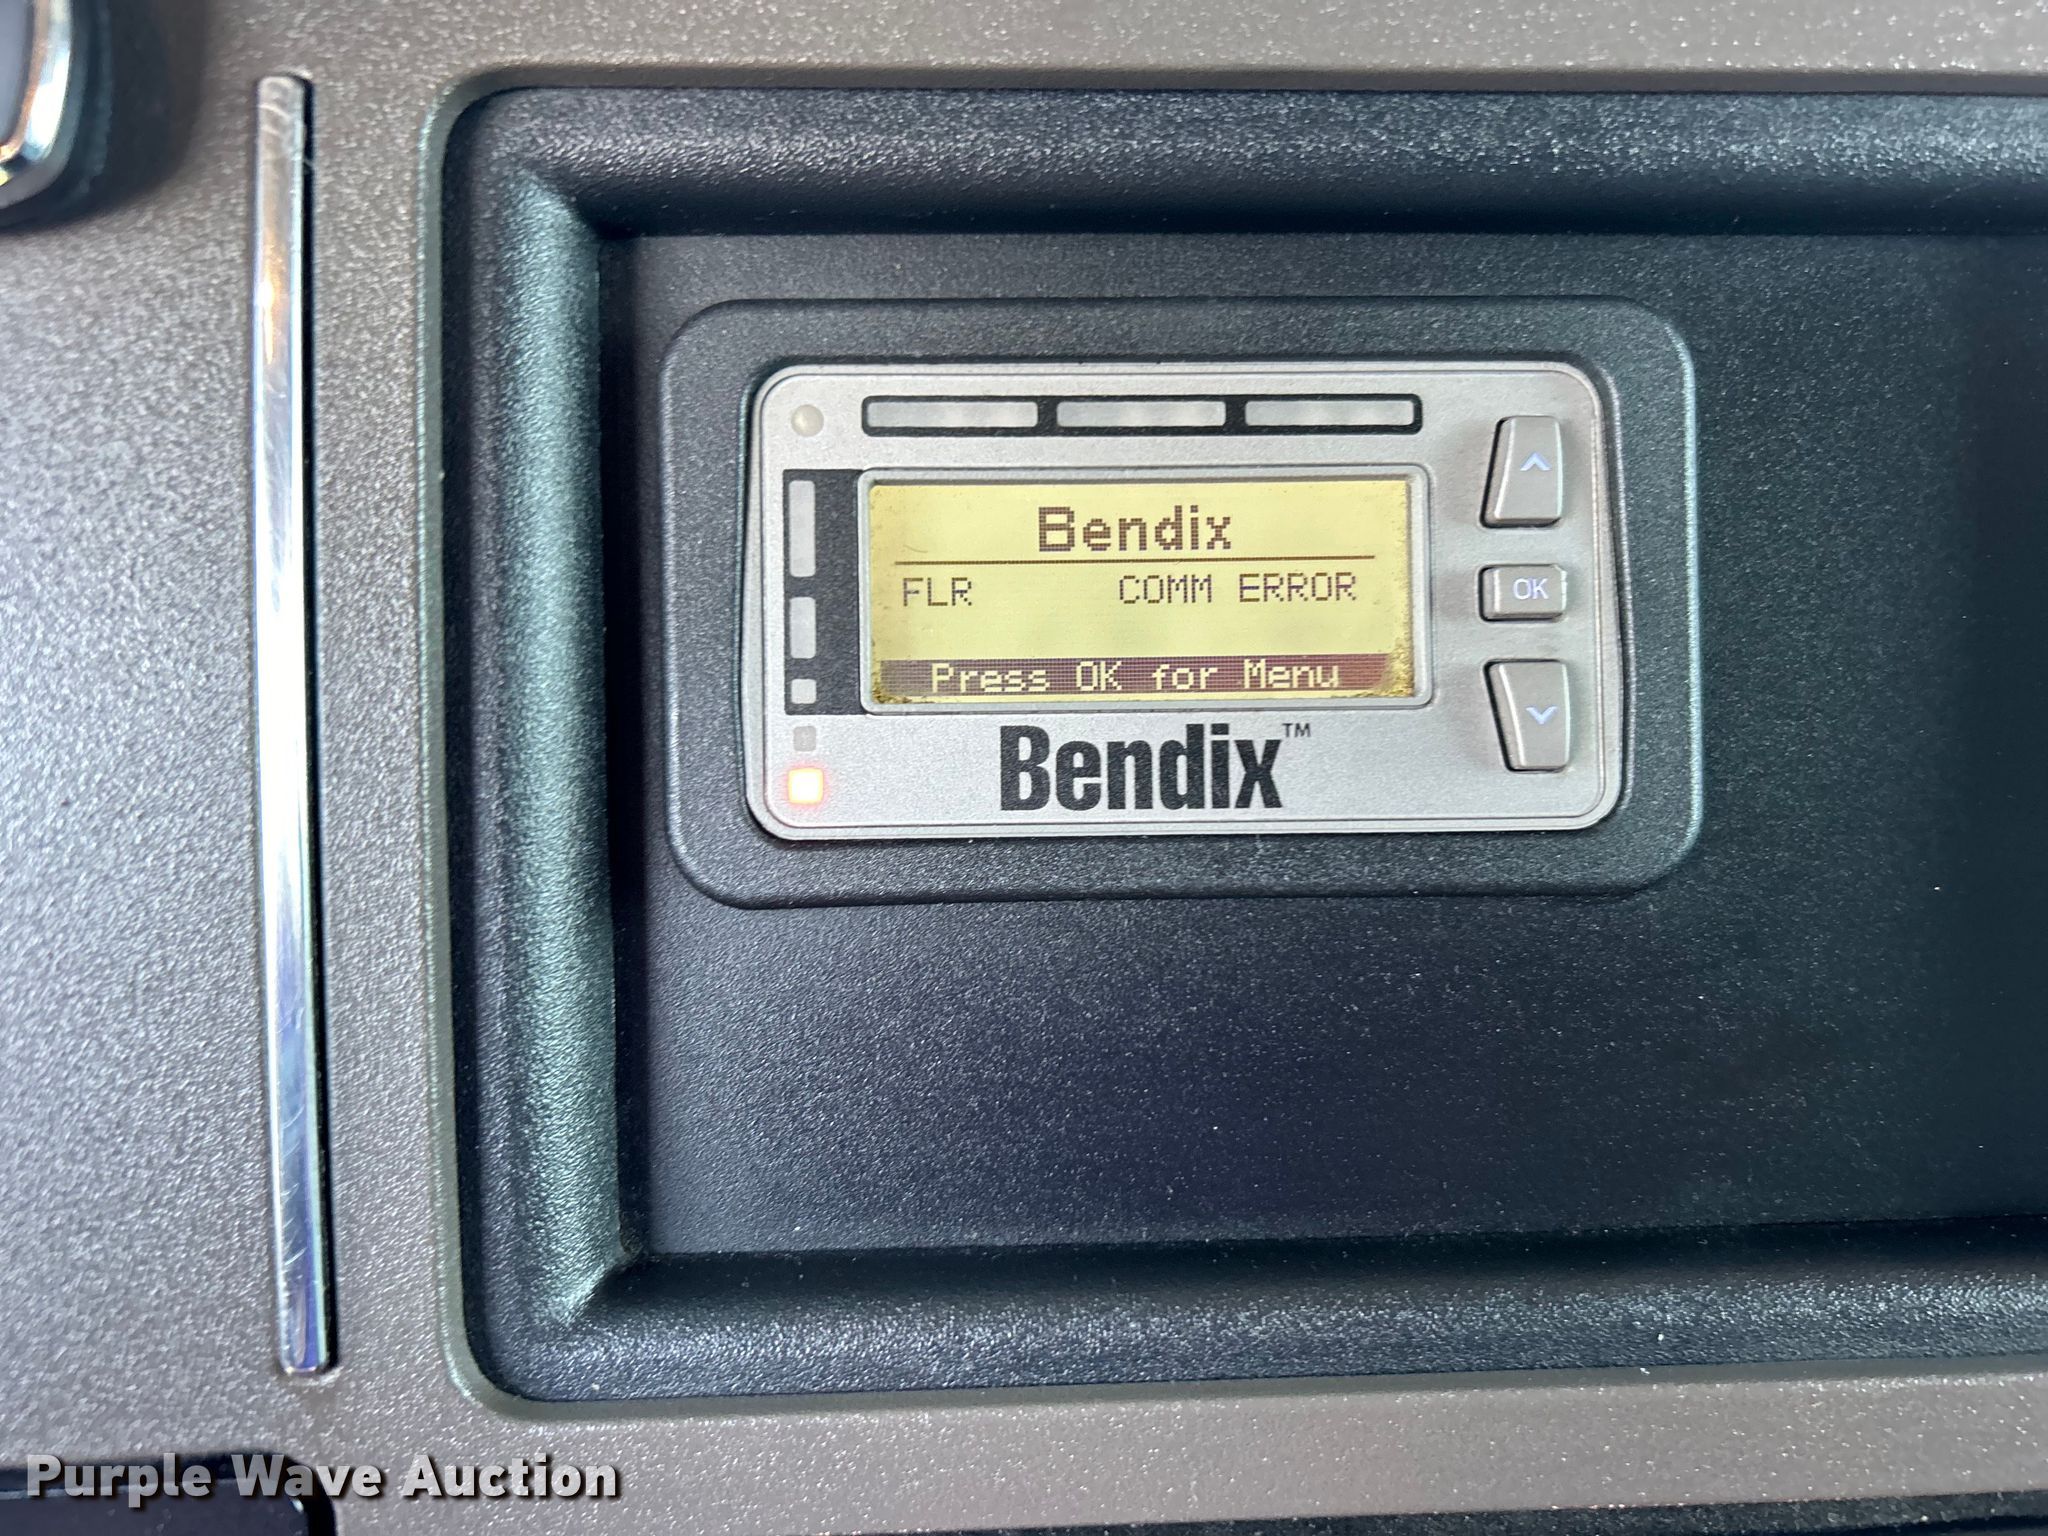 Bendix
FLR COMM ERROR
Press OK for Menu
OK
Bendix™
Purple Wave Auction